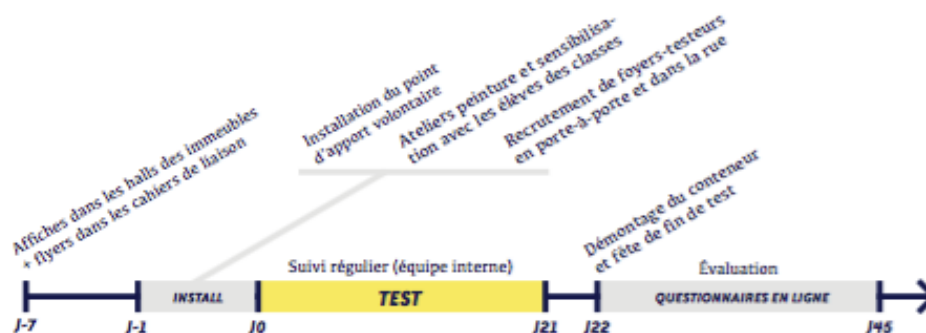 Affiches dans les halls des immeubles
+ flyers dans les cahiers de liaison
Installation du point
d'apport volontaire
Ateliers peinture et sensibilisa-
tion avec les élèves des classes
Recrutement de foyers-testeurs
en porte-à-porte et dans la rue
Démontage du conteneur
et fête de fin de test
Suivi régulier (équipe interne)
Évaluation
INSTALL
TEST
QUESTIONNAIRES EN LIGNE
J-7
J-1
J0
J21
J22
J45